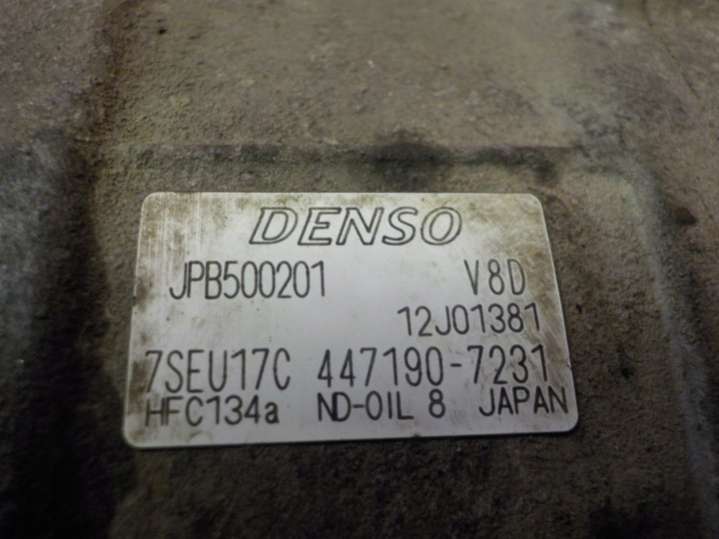 DENSO
JPB500201 V8D
12J01381
7SEU17C 447190-7231
HFC134a ND-OIL 8 JAPAN